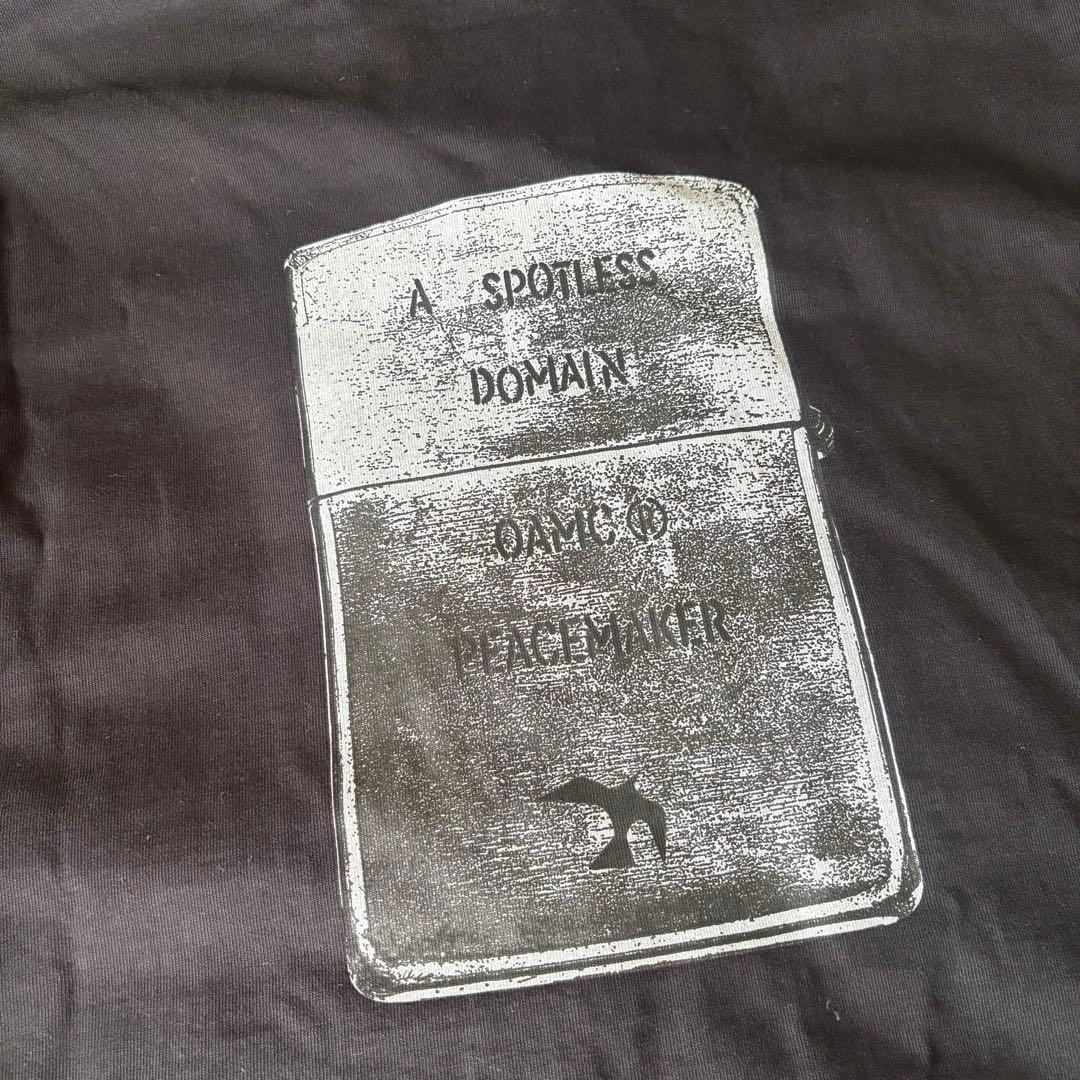 A SPOTLESS
DOMAIN
OAMC ®
PEACEMAKER